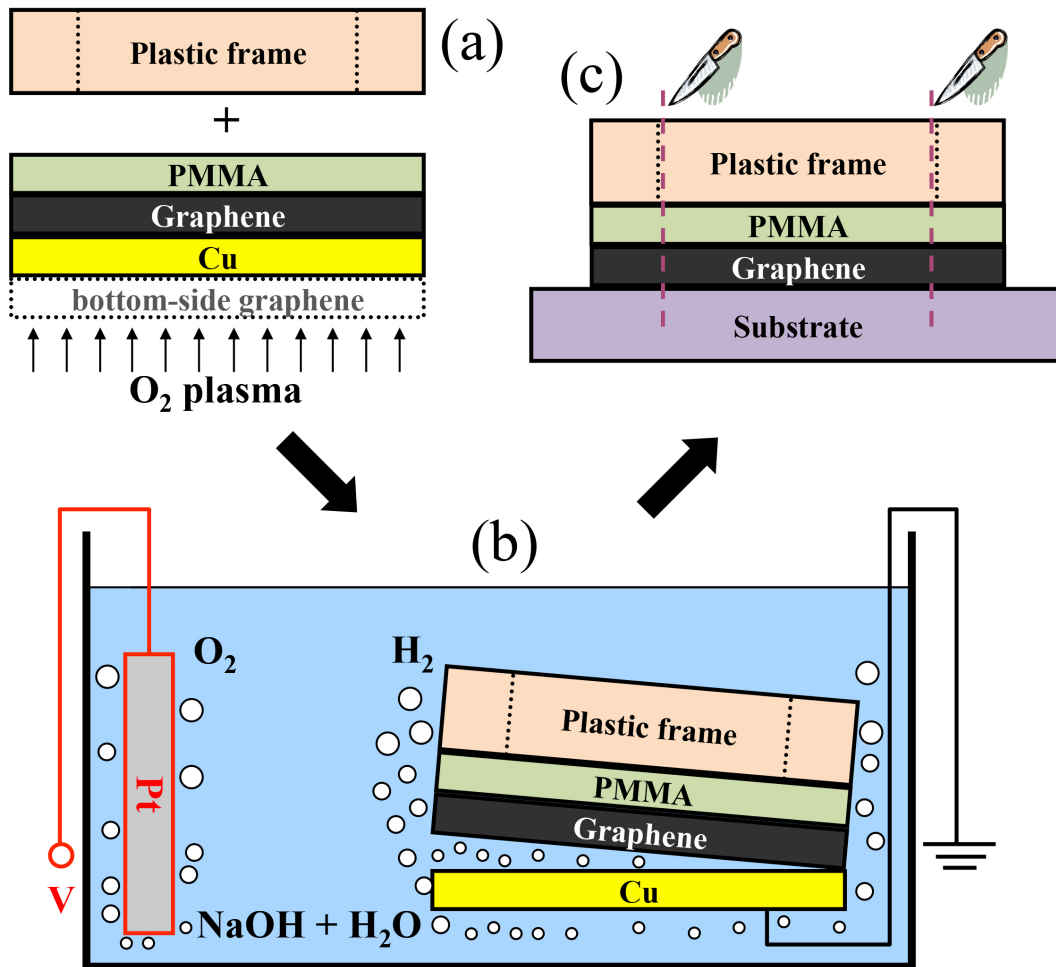 (a)
Plastic frame
+
PMMA
Graphene
Cu
bottom-side graphene
O₂ plasma
(c)
Plastic frame
PMMA
Graphene
Substrate
(b)
O₂
H₂
Plastic frame
PMMA
Graphene
Cu
Pt
V
NaOH + H₂O